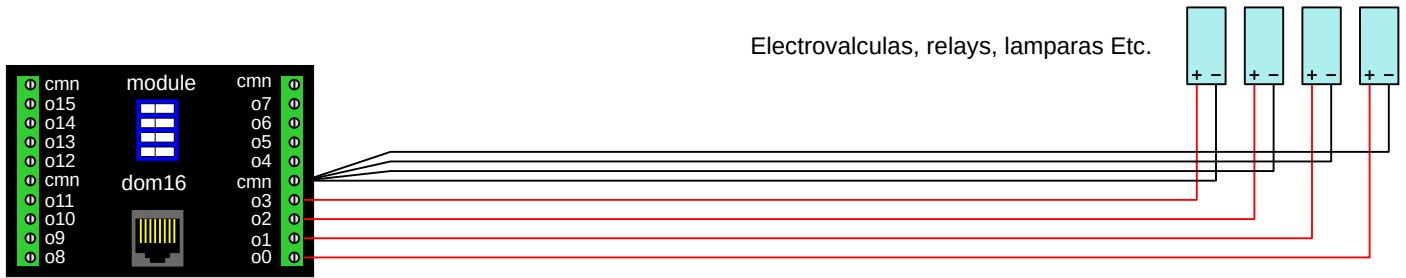 Electrovalculas, relays, lamparas Etc.
+ − + − + − + −
cmn module cmn
o15 o7
o14 o6
o13 o5
o12 o4
cmn dom16 cmn
o11 o3
o10 o2
o9 o1
o8 o0